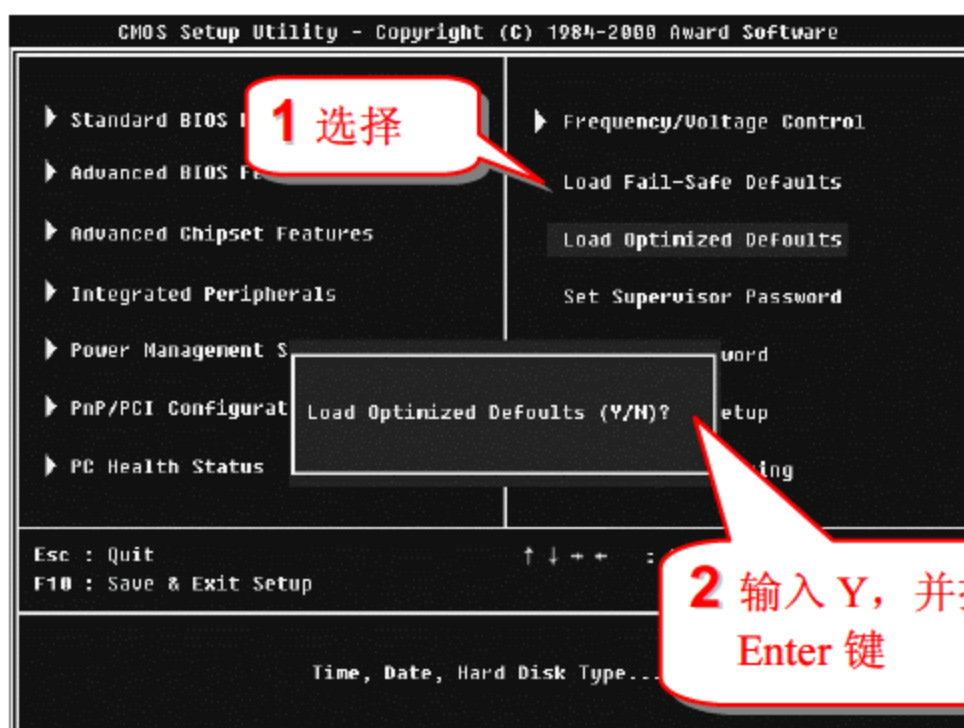 CMOS Setup Utility - Copyright (C) 1984-2000 Award Software
Standard BIOS
Advanced BIOS
Advanced Chipset Features
Integrated Peripherals
Power Management
PnP/PCI
PC Health Status
1 选择
Frequency/Voltage Control
Load Fail-Safe Defaults
Load Optimized Defoults
Set Supervisor Password
Load Optimized Defoults (Y/N)?
Esc : Quit
F10 : Save & Exit Setup
↑ ↓ → ← :
2 输入 Y，并
Enter 键
Time, Date, Hard Disk Type...